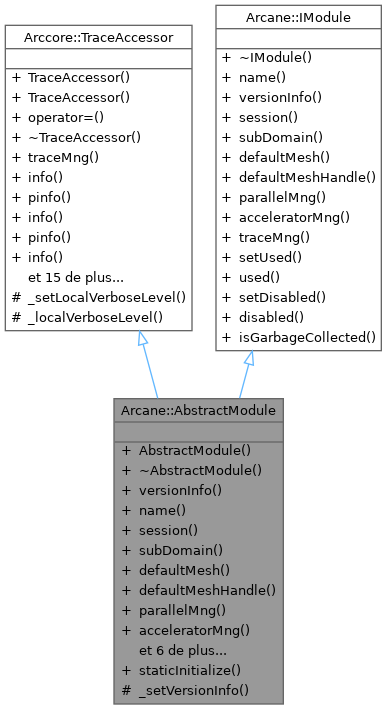 Arccore::TraceAccessor
+ TraceAccessor()
+ TraceAccessor()
+ operator=()
+ ~TraceAccessor()
+ traceMng()
+ info()
+ pinfo()
+ info()
+ pinfo()
+ info()
et 15 de plus...
# _setLocalVerboseLevel()
# _localVerboseLevel()
Arcane::IModule
+ ~IModule()
+ name()
+ versionInfo()
+ session()
+ subDomain()
+ defaultMesh()
+ defaultMeshHandle()
+ parallelMng()
+ acceleratorMng()
+ traceMng()
+ setUsed()
+ used()
+ setDisabled()
+ disabled()
+ isGarbageCollected()
Arcane::AbstractModule
+ AbstractModule()
+ ~AbstractModule()
+ versionInfo()
+ name()
+ session()
+ subDomain()
+ defaultMesh()
+ defaultMeshHandle()
+ parallelMng()
+ acceleratorMng()
et 6 de plus...
+ staticInitialize()
# _setVersionInfo()